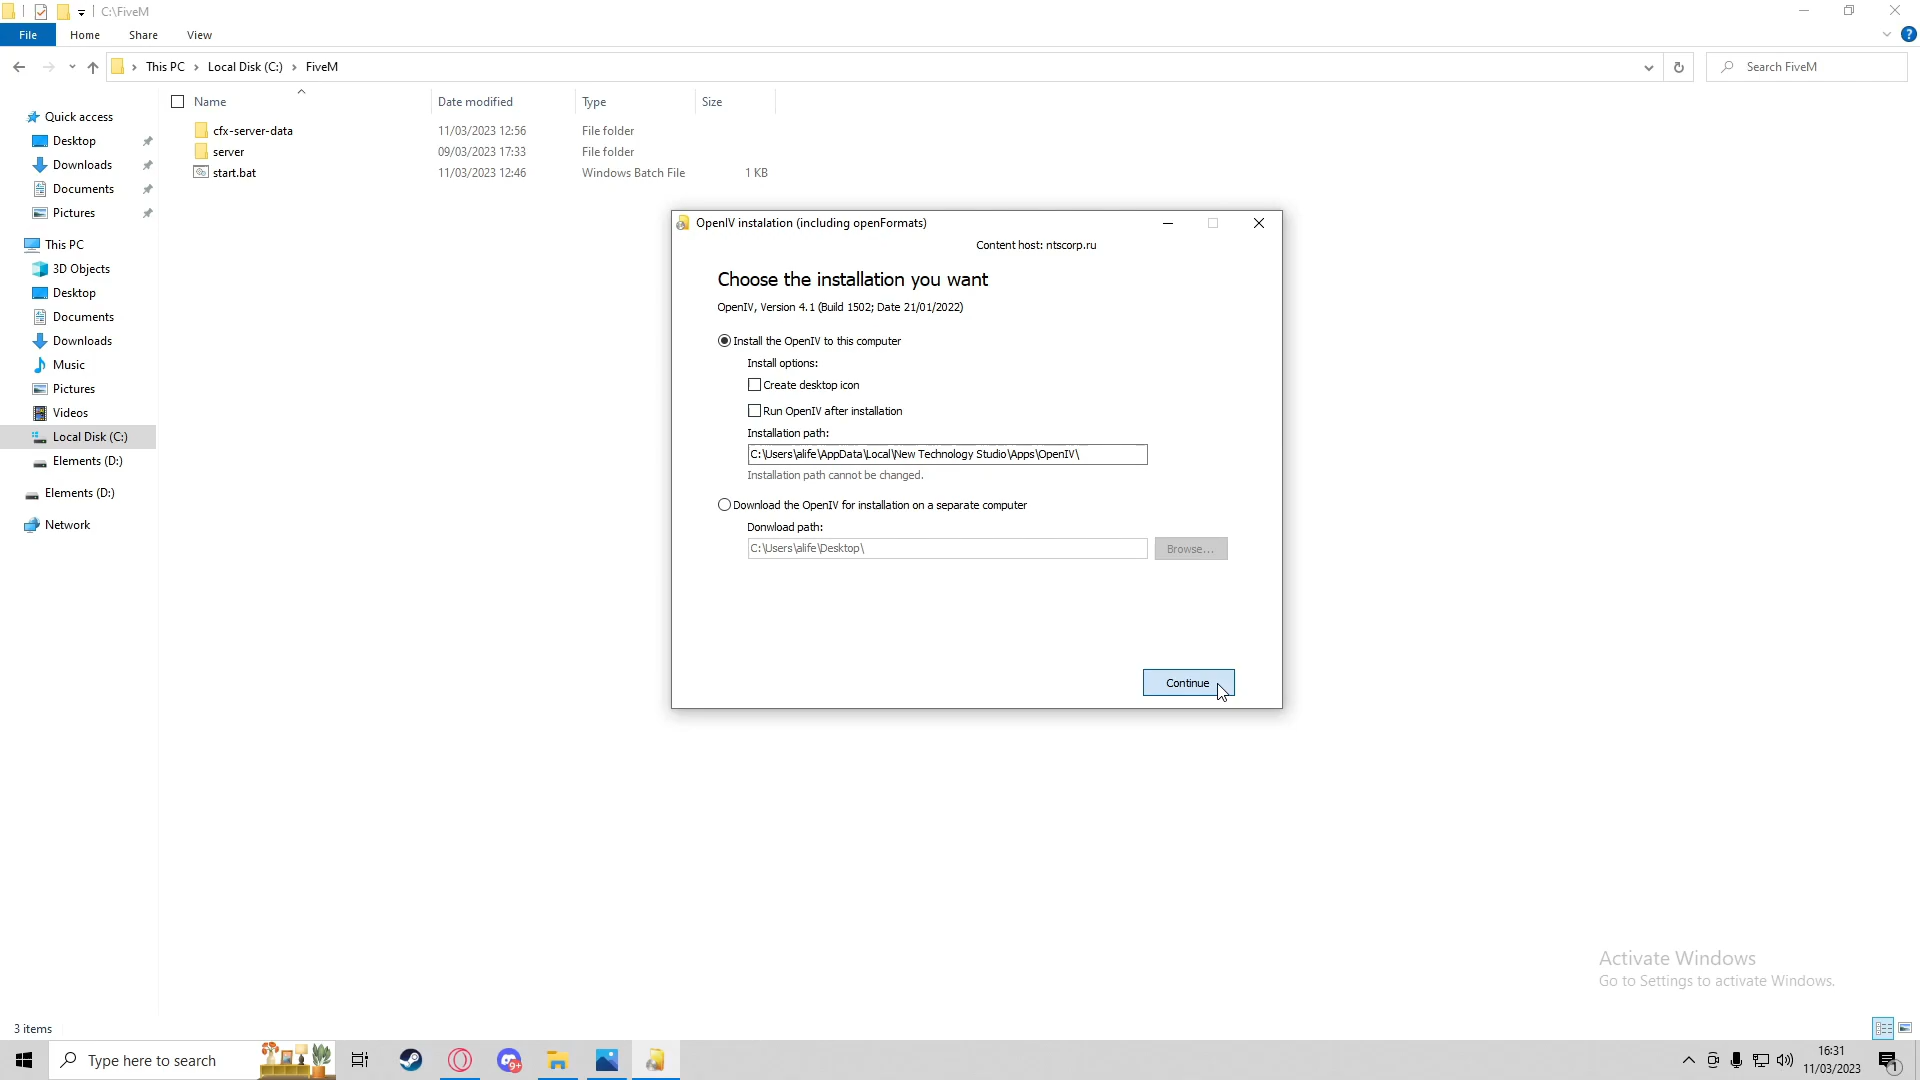 C:\FiveM
File Home Share View
This PC Local Disk (C:) FiveM
Search FiveM
Name Date modified Type Size
cfx-server-data 11/03/2023 12:56 File folder
server 09/03/2023 17:33 File folder
start.bat 11/03/2023 12:46 Windows Batch File 1 KB
Quick access
Desktop
Downloads
Documents
Pictures
This PC
3D Objects
Desktop
Documents
Downloads
Music
Pictures
Videos
Local Disk (C:)
Elements (D:)
Elements (D:)
Network
OpenIV instalation (including openFormats)
Content host: ntscorp.ru
Choose the installation you want
OpenIV, Version 4.1 (Build 1502; Date 21/01/2022)
Install the OpenIV to this computer
Install options:
Create desktop icon
Run OpenIV after installation
Installation path:
C:\Users\alife\AppData\Local\New Technology Studio\Apps\OpenIV\
Installation path cannot be changed.
Download the OpenIV for installation on a separate computer
Donwload path:
C:\Users\alife\Desktop\
Browse...
Continue
Activate Windows
Go to Settings to activate Windows.
3 items
Type here to search
9+
16:31
11/03/2023
1